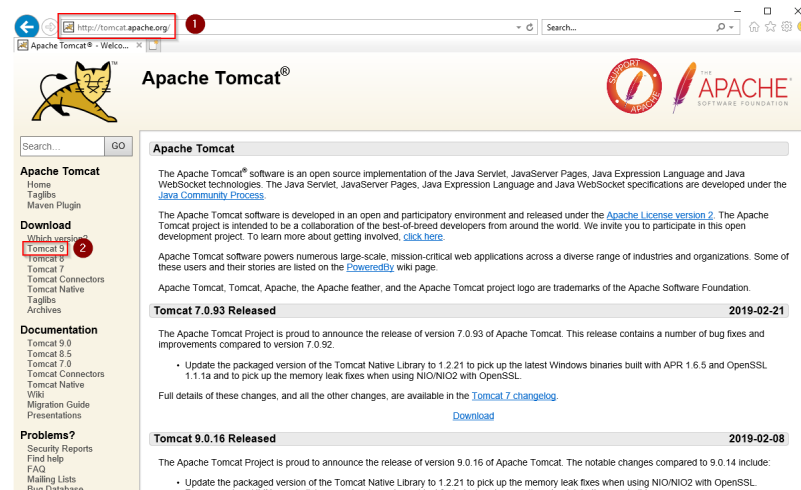 http://tomcat.apache.org/
1
Search...
Apache Tomcat® - Welco...
TM
Apache Tomcat®
SUPPORT
APACHE
THE
APACHE®
SOFTWARE FOUNDATION
Search...
GO
Apache Tomcat
Home
Taglibs
Maven Plugin
Download
Which version?
Tomcat 9
2
Tomcat 8
Tomcat 7
Tomcat Connectors
Tomcat Native
Taglibs
Archives
Documentation
Tomcat 9.0
Tomcat 8.5
Tomcat 7.0
Tomcat Connectors
Tomcat Native
Wiki
Migration Guide
Presentations
Problems?
Security Reports
Find help
FAQ
Mailing Lists
Bug Database
Apache Tomcat
The Apache Tomcat® software is an open source implementation of the Java Servlet, JavaServer Pages, Java Expression Language and Java
WebSocket technologies. The Java Servlet, JavaServer Pages, Java Expression Language and Java WebSocket specifications are developed under the
Java Community Process.
The Apache Tomcat software is developed in an open and participatory environment and released under the Apache License version 2. The Apache
Tomcat project is intended to be a collaboration of the best-of-breed developers from around the world. We invite you to participate in this open
development project. To learn more about getting involved, click here.
Apache Tomcat software powers numerous large-scale, mission-critical web applications across a diverse range of industries and organizations. Some of
these users and their stories are listed on the PoweredBy wiki page.
Apache Tomcat, Tomcat, Apache, the Apache feather, and the Apache Tomcat project logo are trademarks of the Apache Software Foundation.
Tomcat 7.0.93 Released 2019-02-21
The Apache Tomcat Project is proud to announce the release of version 7.0.93 of Apache Tomcat. This release contains a number of bug fixes and
improvements compared to version 7.0.92.
• Update the packaged version of the Tomcat Native Library to 1.2.21 to pick up the latest Windows binaries built with APR 1.6.5 and OpenSSL
1.1.1a and to pick up the memory leak fixes when using NIO/NIO2 with OpenSSL.
Full details of these changes, and all the other changes, are available in the Tomcat 7 changelog.
Download
Tomcat 9.0.16 Released 2019-02-08
The Apache Tomcat Project is proud to announce the release of version 9.0.16 of Apache Tomcat. The notable changes compared to 9.0.14 include:
• Update the packaged version of the Tomcat Native Library to 1.2.21 to pick up the memory leak fixes when using NIO/NIO2 with OpenSSL.